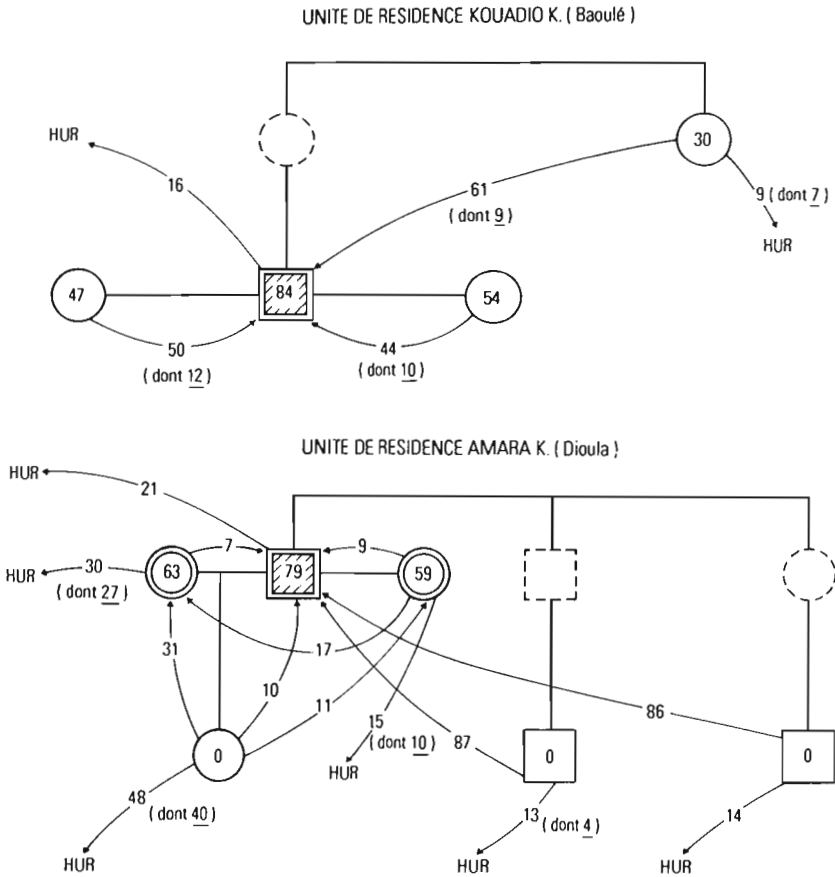 UNITE DE RESIDENCE KOUADIO K. ( Baoulé )
HUR
30
16
61
( dont 9 )
9 ( dont 7 )
HUR
47
84
54
50
( dont 12 )
44
( dont 10 )
UNITE DE RESIDENCE AMARA K. ( Dioula )
HUR
21
7
9
HUR
30
( dont 27 )
63
79
59
31
17
10
11
86
15
( dont 10 )
87
0
0
0
HUR
48
( dont 40 )
13 ( dont 4 )
14
HUR
HUR
HUR